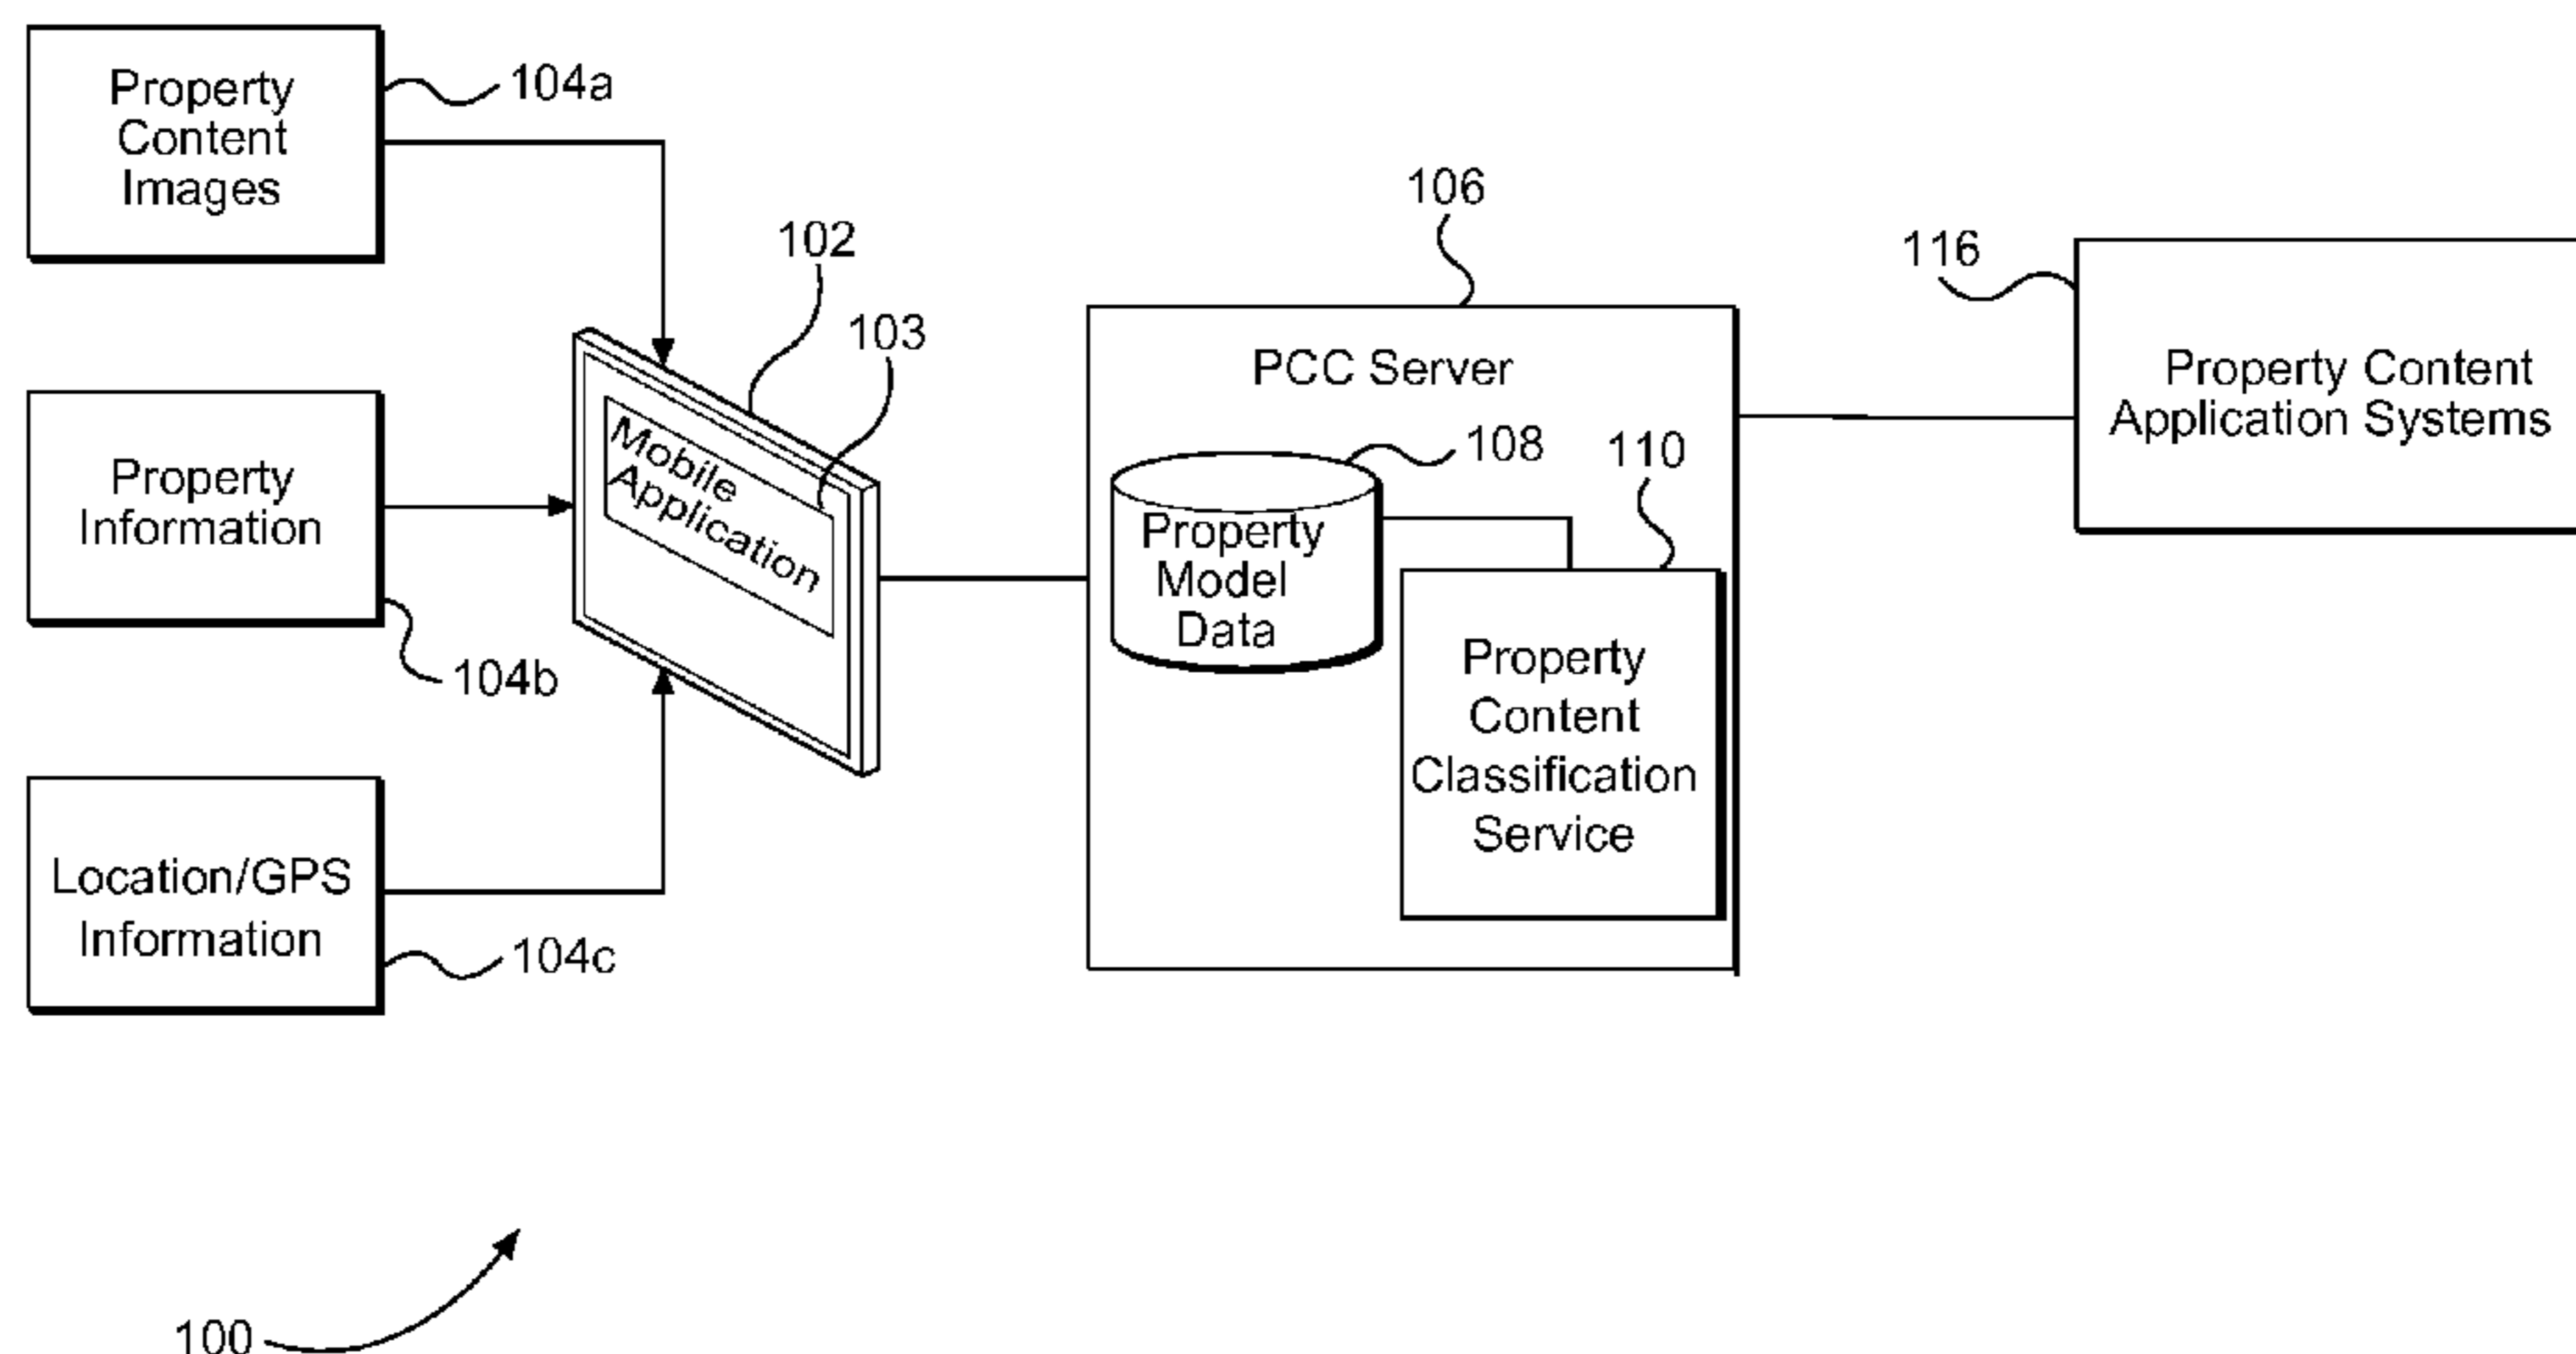 Property
Content
Images
104a
Property
Information
104b
Location/GPS
Information
104c
102
103
Mobile
Application
106
PCC Server
108
Property
Model
Data
110
Property
Content
Classification
Service
116
Property Content
Application Systems
100